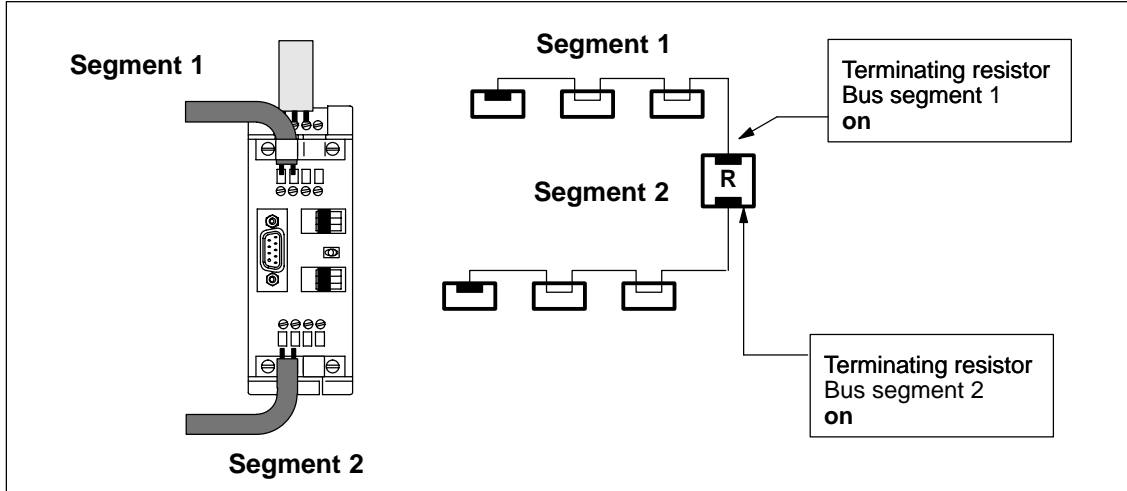 Segment 1
Segment 1
Terminating resistor
Bus segment 1
on
Segment 2
R
Terminating resistor
Bus segment 2
on
Segment 2